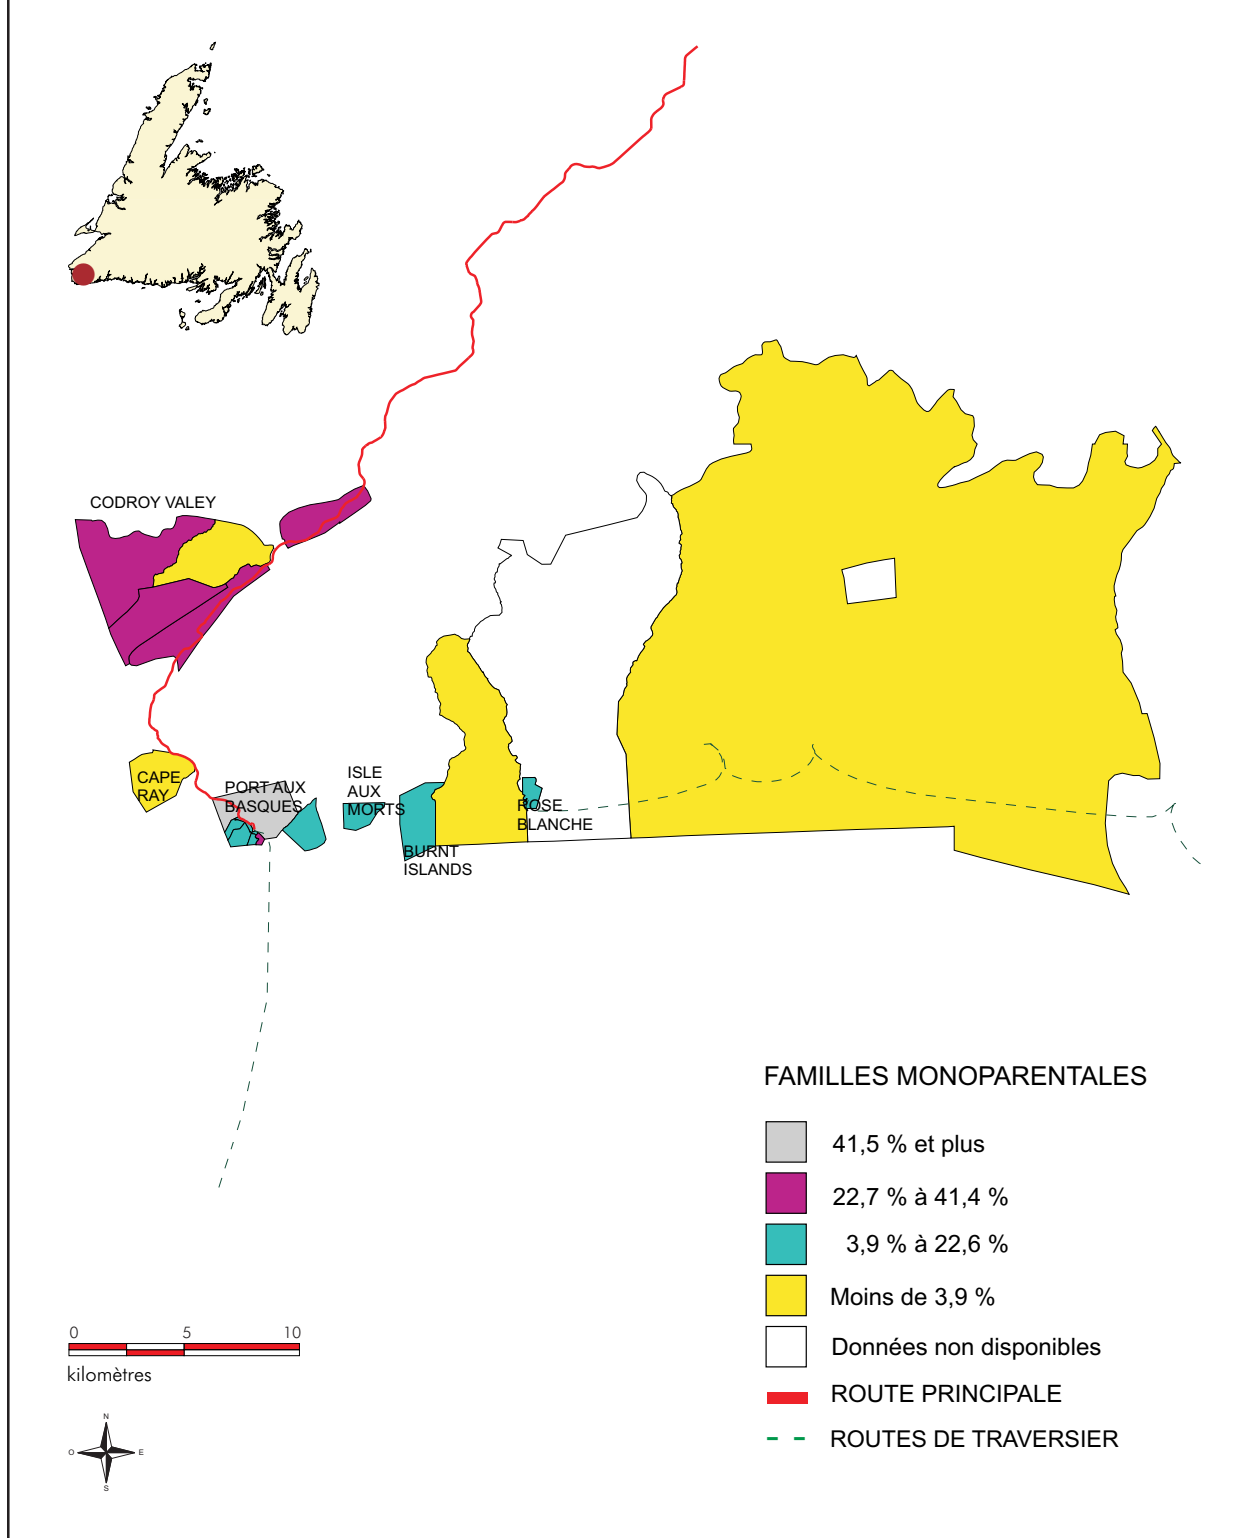 CODROY VALEY
CAPE
RAY
PORT AUX
BASQUES
ISLE
AUX
MORTS
BURNT
ISLANDS
ROSE
BLANCHE
FAMILLES MONOPARENTALES
41,5 % et plus
22,7 % à 41,4 %
3,9 % à 22,6 %
Moins de 3,9 %
Données non disponibles
ROUTE PRINCIPALE
ROUTES DE TRAVERSIER
0 5 10
kilomètres
N
O E
S